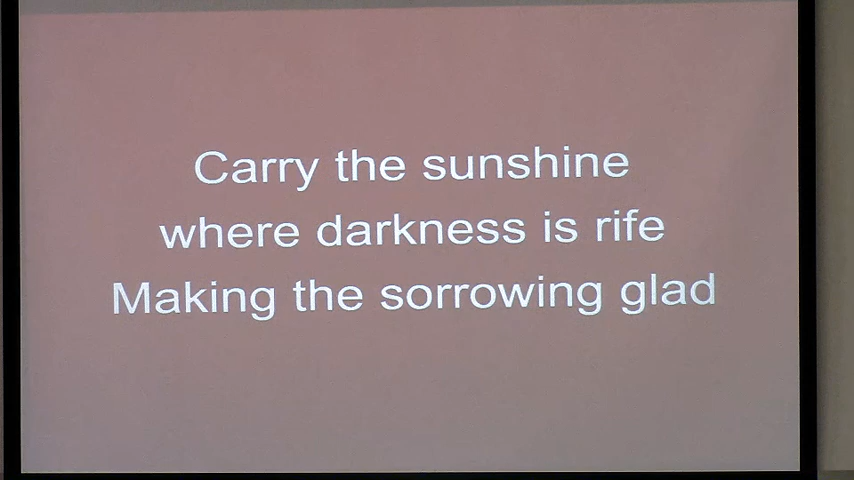 Carry the sunshine
where darkness is rife
Making the sorrowing glad